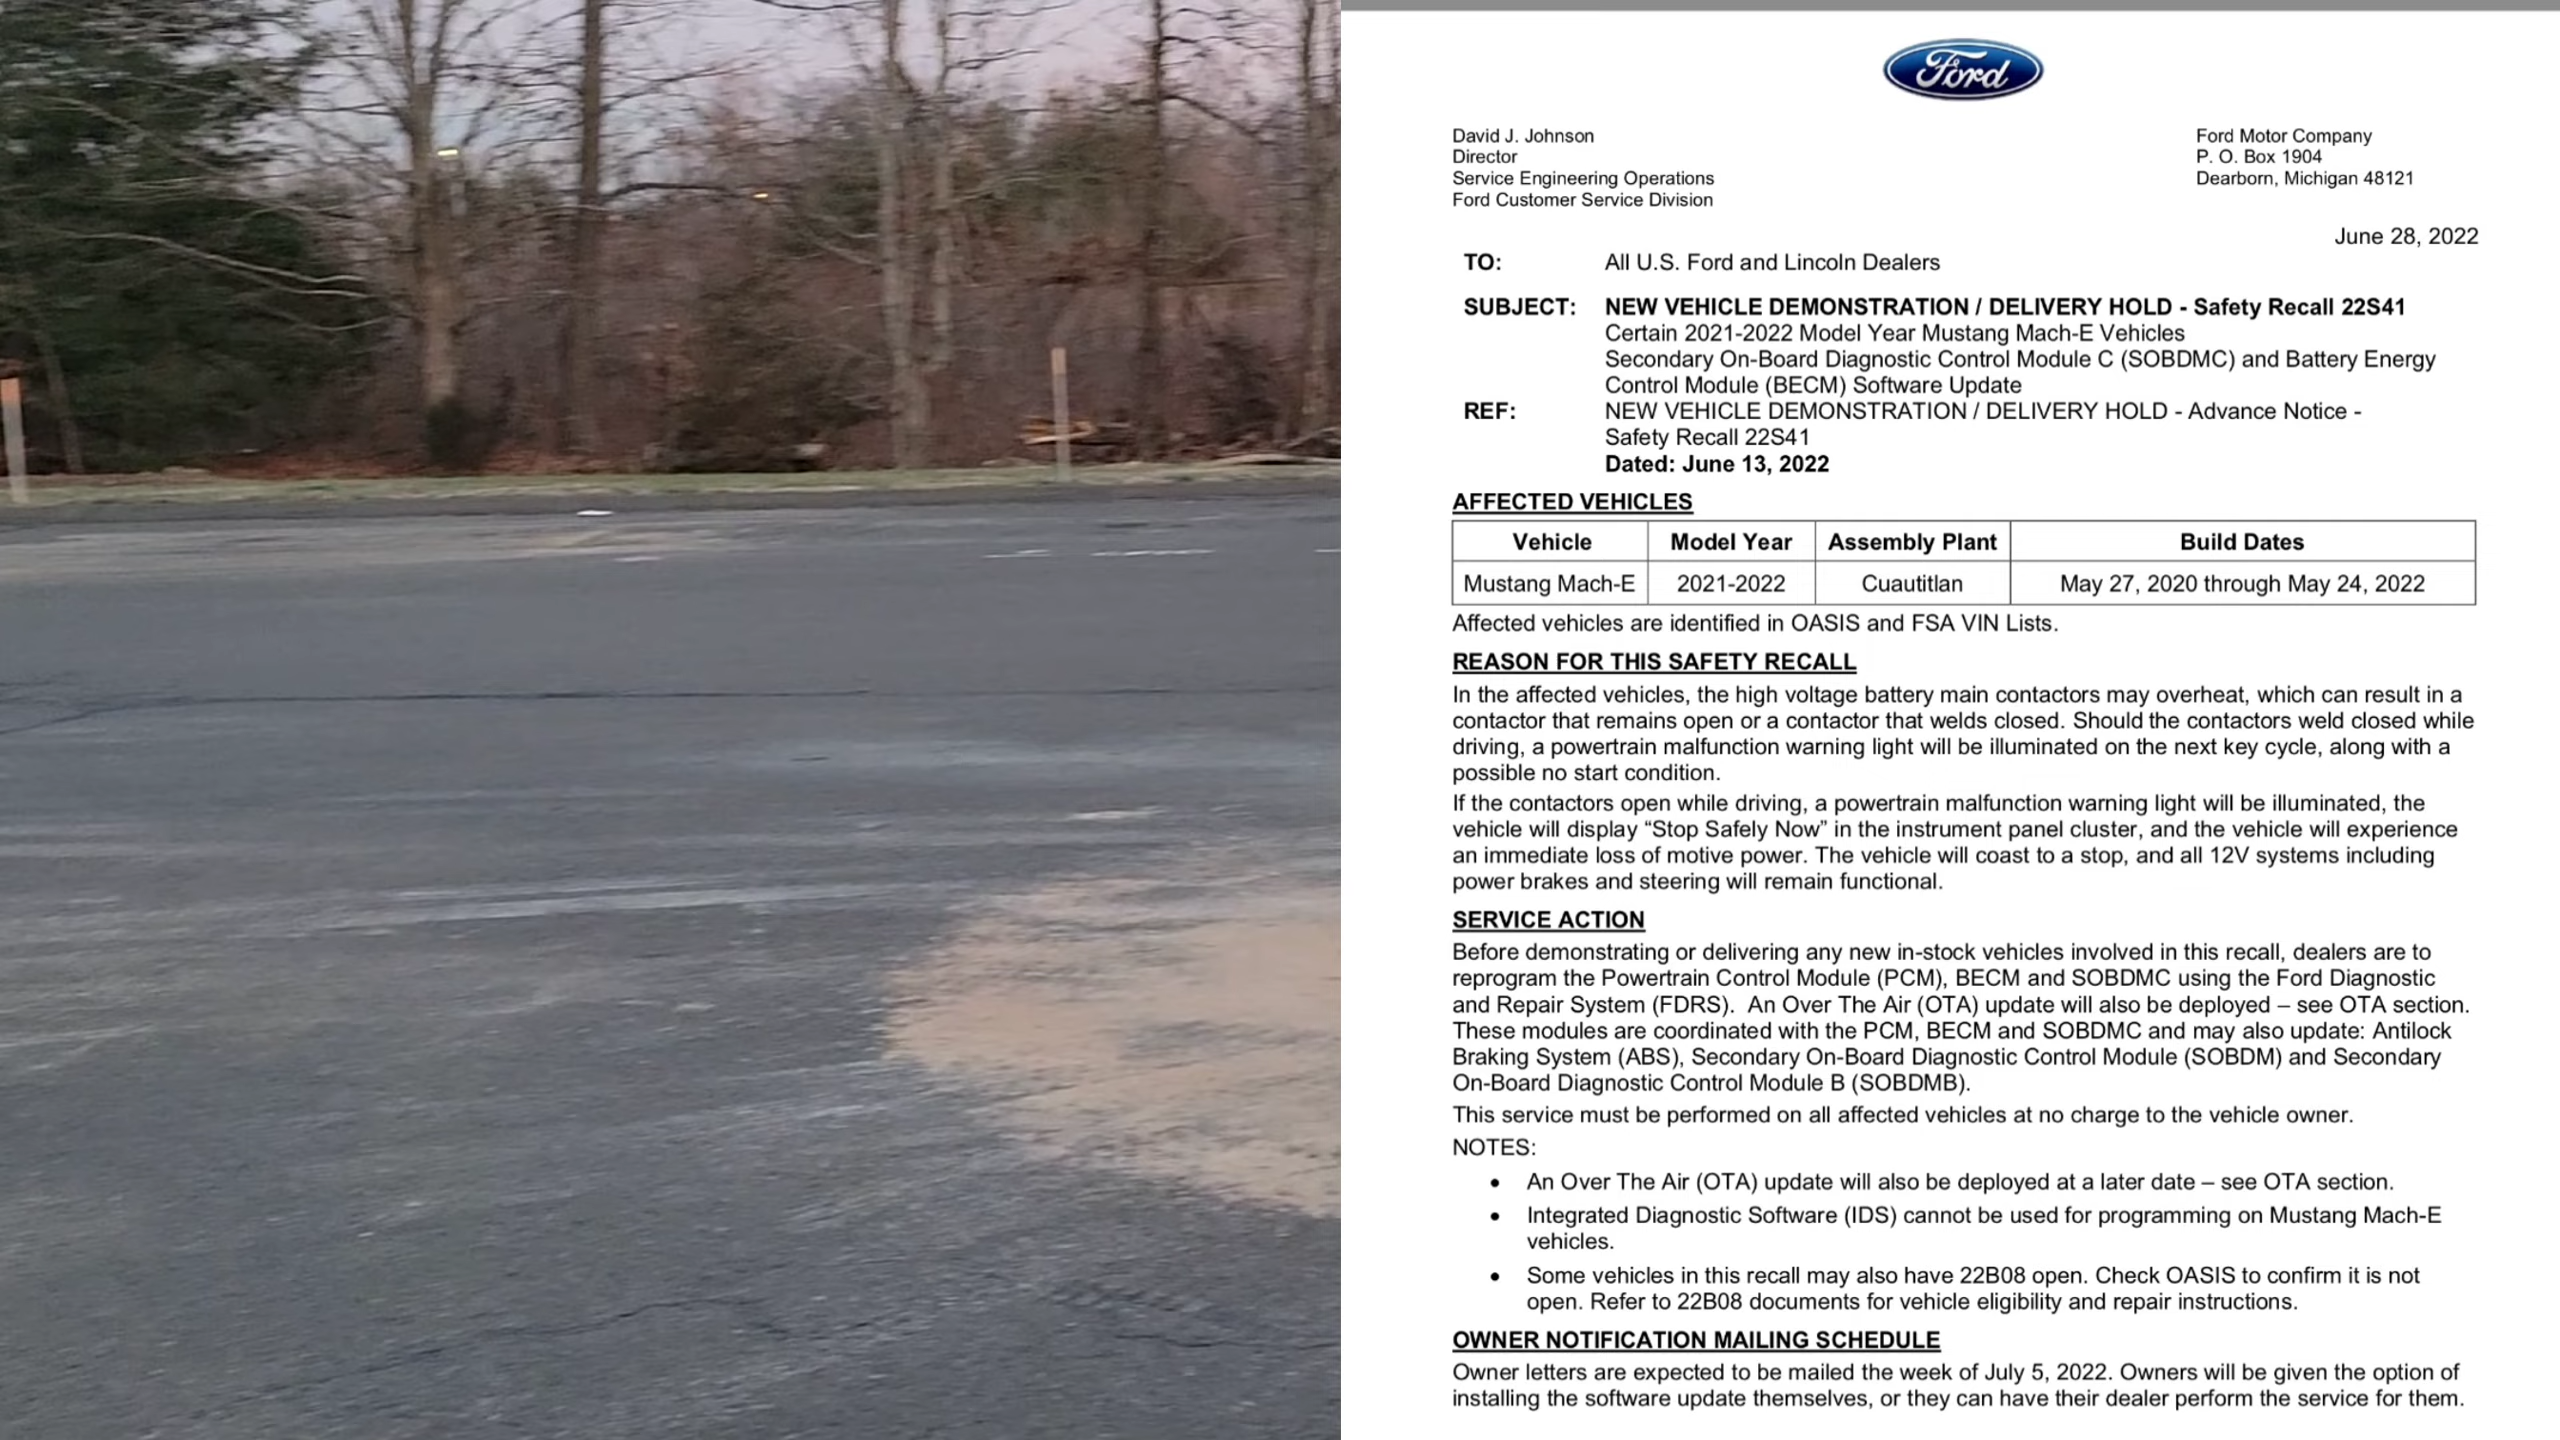 Ford
David J. Johnson
Director
Service Engineering Operations
Ford Customer Service Division
Ford Motor Company
P. O. Box 1904
Dearborn, Michigan 48121
June 28, 2022
TO: All U.S. Ford and Lincoln Dealers
SUBJECT: NEW VEHICLE DEMONSTRATION / DELIVERY HOLD - Safety Recall 22S41
Certain 2021-2022 Model Year Mustang Mach-E Vehicles
Secondary On-Board Diagnostic Control Module C (SOBDMC) and Battery Energy
Control Module (BECM) Software Update
REF: NEW VEHICLE DEMONSTRATION / DELIVERY HOLD - Advance Notice -
Safety Recall 22S41
Dated: June 13, 2022
AFFECTED VEHICLES
Vehicle Model Year Assembly Plant Build Dates
Mustang Mach-E 2021-2022 Cuautitlan May 27, 2020 through May 24, 2022
Affected vehicles are identified in OASIS and FSA VIN Lists.
REASON FOR THIS SAFETY RECALL
In the affected vehicles, the high voltage battery main contactors may overheat, which can result in a
contactor that remains open or a contactor that welds closed. Should the contactors weld closed while
driving, a powertrain malfunction warning light will be illuminated on the next key cycle, along with a
possible no start condition.
If the contactors open while driving, a powertrain malfunction warning light will be illuminated, the
vehicle will display “Stop Safely Now” in the instrument panel cluster, and the vehicle will experience
an immediate loss of motive power. The vehicle will coast to a stop, and all 12V systems including
power brakes and steering will remain functional.
SERVICE ACTION
Before demonstrating or delivering any new in-stock vehicles involved in this recall, dealers are to
reprogram the Powertrain Control Module (PCM), BECM and SOBDMC using the Ford Diagnostic
and Repair System (FDRS). An Over The Air (OTA) update will also be deployed – see OTA section.
These modules are coordinated with the PCM, BECM and SOBDMC and may also update: Antilock
Braking System (ABS), Secondary On-Board Diagnostic Control Module (SOBDM) and Secondary
On-Board Diagnostic Control Module B (SOBDMB).
This service must be performed on all affected vehicles at no charge to the vehicle owner.
NOTES:
• An Over The Air (OTA) update will also be deployed at a later date – see OTA section.
• Integrated Diagnostic Software (IDS) cannot be used for programming on Mustang Mach-E
vehicles.
• Some vehicles in this recall may also have 22B08 open. Check OASIS to confirm it is not
open. Refer to 22B08 documents for vehicle eligibility and repair instructions.
OWNER NOTIFICATION MAILING SCHEDULE
Owner letters are expected to be mailed the week of July 5, 2022. Owners will be given the option of
installing the software update themselves, or they can have their dealer perform the service for them.